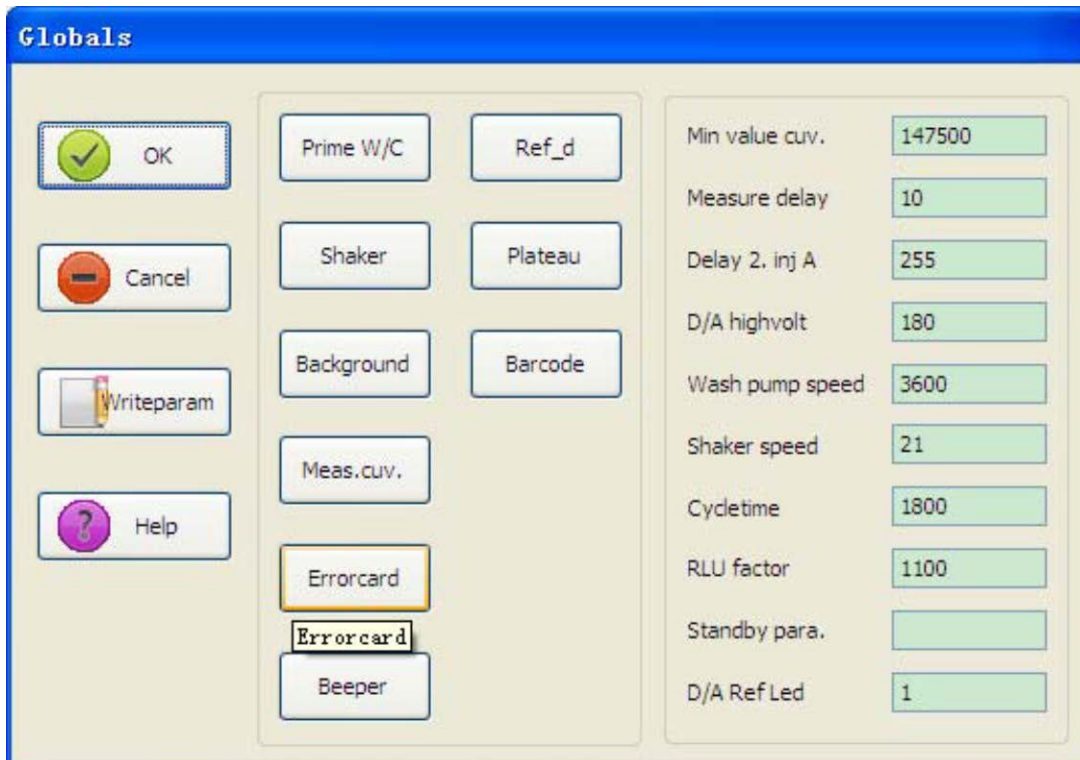 Globals
OK
Cancel
Writeparam
Help
Prime W/C
Ref_d
Shaker
Plateau
Background
Barcode
Meas.cuv.
Errorcard
Errorcard
Beeper
Min value cuv. 147500
Measure delay 10
Delay 2. inj A 255
D/A highvolt 180
Wash pump speed 3600
Shaker speed 21
Cycletime 1800
RLU factor 1100
Standby para.
D/A Ref Led 1